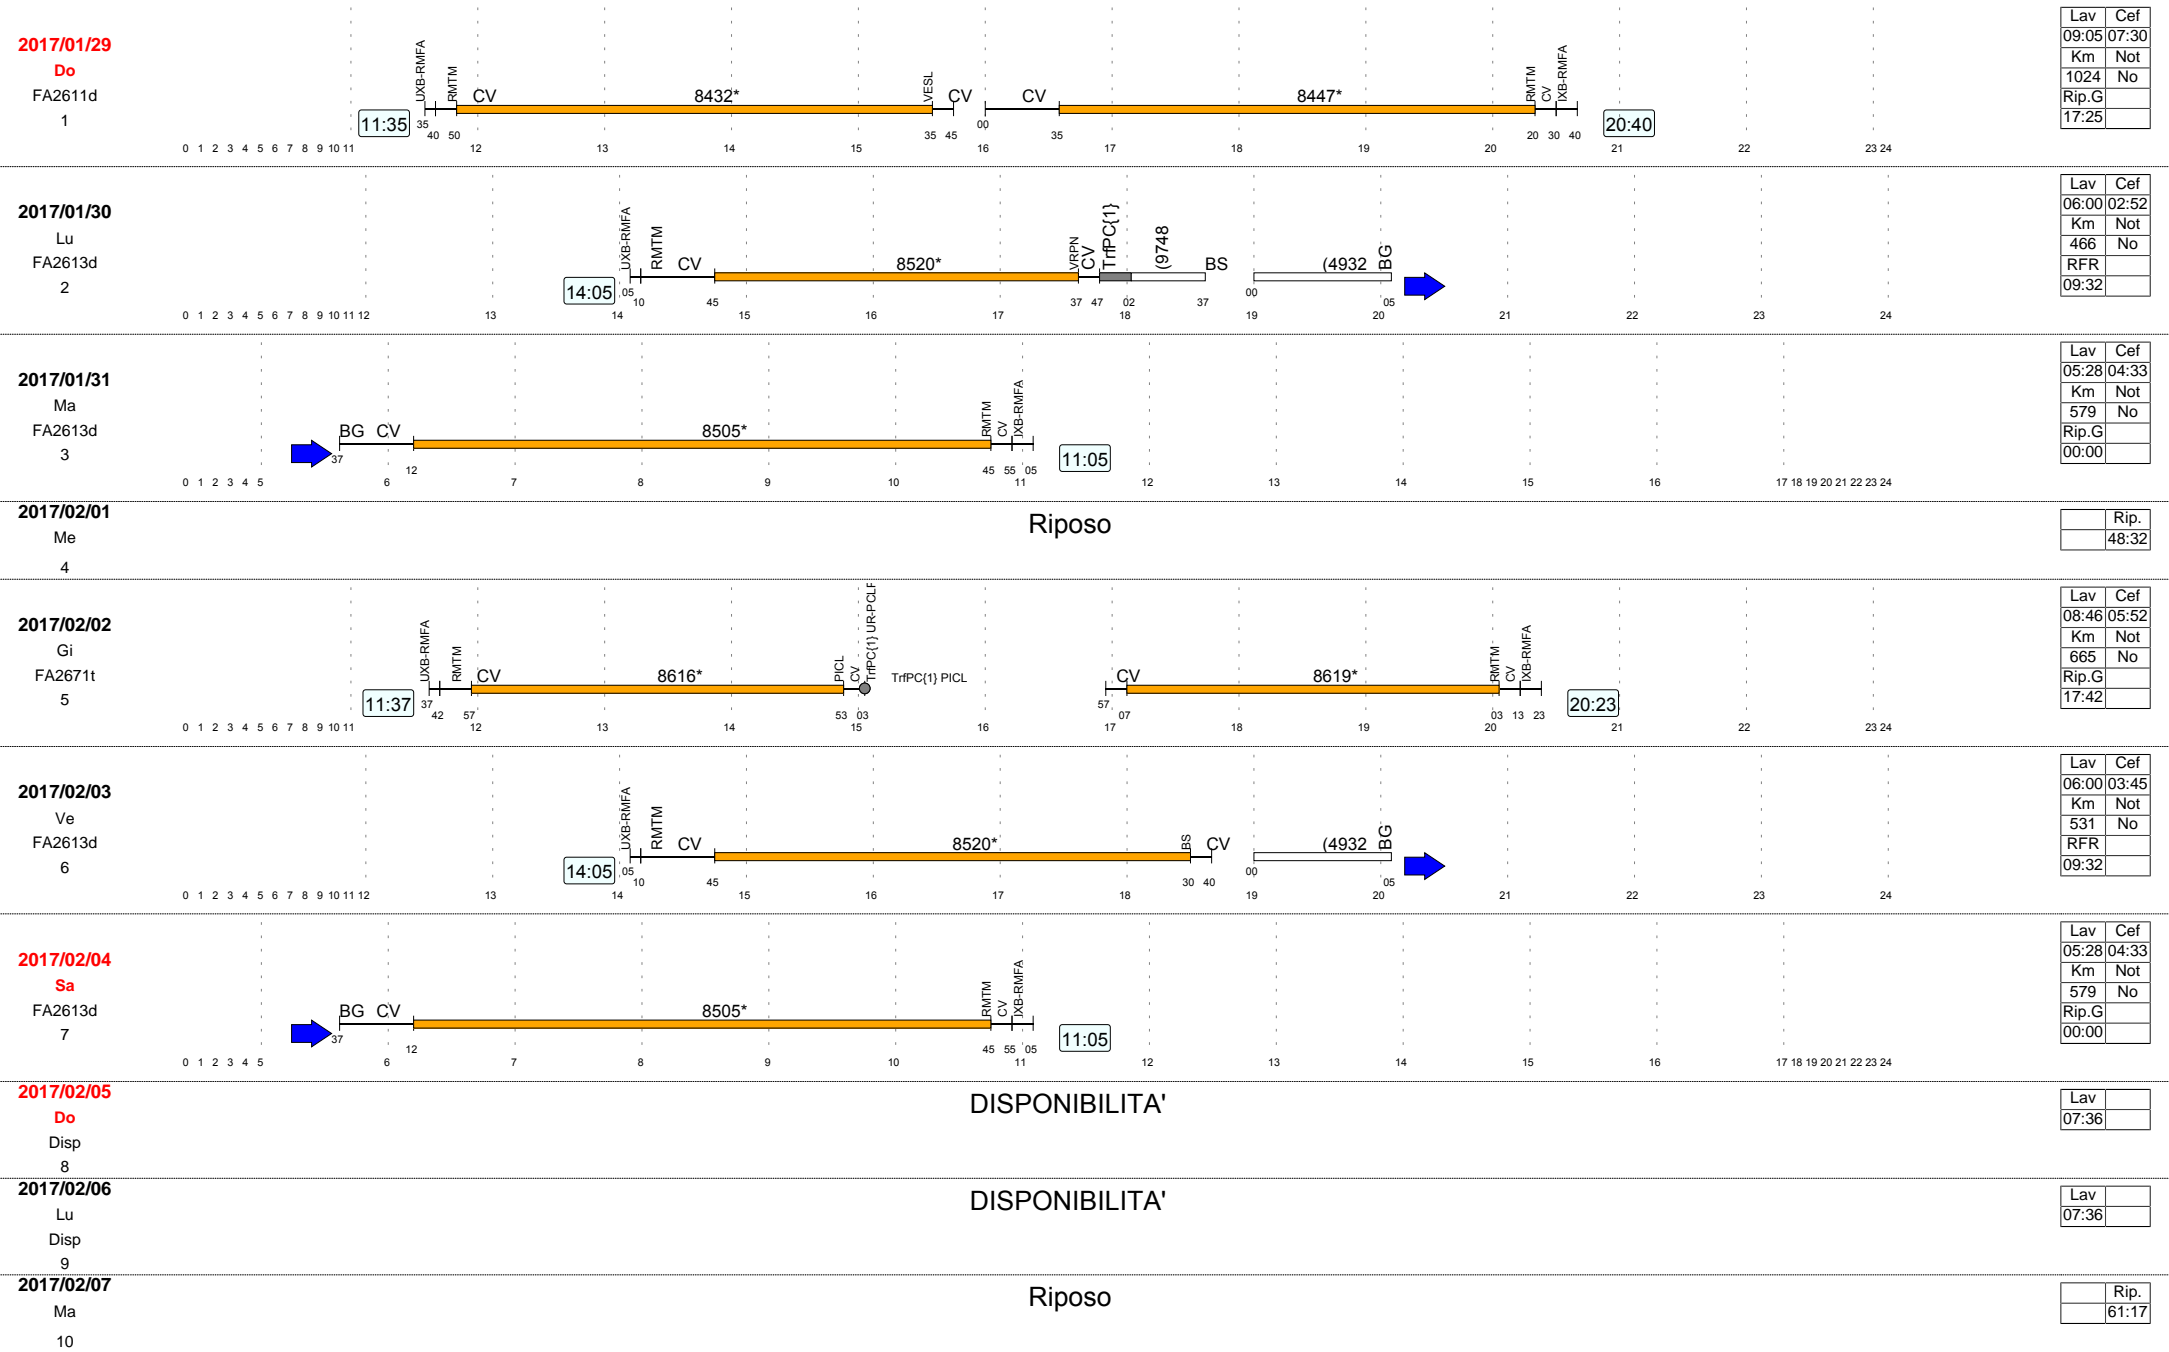 2017/01/29
Do
FA2611d
1
11:35
UXB-RMFA
RMTM
CV
8432*
VESL
CV
CV
8447*
RMTM
CV
IXB-RMFA
20:40
35 40 50 35 45 00 35 20 30 40
0 1 2 3 4 5 6 7 8 9 10 11 12 13 14 15 16 17 18 19 20 21 22 23 24
Lav Cef
09:05 07:30
Km Not
1024 No
Rip.G
17:25
2017/01/30
Lu
FA2613d
2
14:05
UXB-RMFA
RMTM
CV
8520*
VRPN
CV
TrfPC{1}
(9748
BS
(4932
BG
05 10 45 37 47 02 37 00 05
0 1 2 3 4 5 6 7 8 9 10 11 12 13 14 15 16 17 18 19 20 21 22 23 24
Lav Cef
06:00 02:52
Km Not
466 No
RFR
09:32
2017/01/31
Ma
FA2613d
3
BG CV
8505*
RMTM
CV
IXB-RMFA
11:05
37 12 45 55 05
0 1 2 3 4 5 6 7 8 9 10 11 12 13 14 15 16 17 18 19 20 21 22 23 24
Lav Cef
05:28 04:33
Km Not
579 No
Rip.G
00:00
2017/02/01
Me
4
Riposo
Rip.
48:32
2017/02/02
Gi
FA2671t
5
11:37
UXB-RMFA
RMTM
CV
8616*
PICL
CV
TrfPC{1} UR-PCLF
TrfPC{1} PICL
CV
8619*
RMTM
CV
IXB-RMFA
20:23
37 42 57 53 03 57 07 03 13 23
0 1 2 3 4 5 6 7 8 9 10 11 12 13 14 15 16 17 18 19 20 21 22 23 24
Lav Cef
08:46 05:52
Km Not
665 No
Rip.G
17:42
2017/02/03
Ve
FA2613d
6
14:05
UXB-RMFA
RMTM
CV
8520*
BS
CV
(4932
BG
05 10 45 30 40 00 05
0 1 2 3 4 5 6 7 8 9 10 11 12 13 14 15 16 17 18 19 20 21 22 23 24
Lav Cef
06:00 03:45
Km Not
531 No
RFR
09:32
2017/02/04
Sa
FA2613d
7
BG CV
8505*
RMTM
CV
IXB-RMFA
11:05
37 12 45 55 05
0 1 2 3 4 5 6 7 8 9 10 11 12 13 14 15 16 17 18 19 20 21 22 23 24
Lav Cef
05:28 04:33
Km Not
579 No
Rip.G
00:00
2017/02/05
Do
Disp
8
DISPONIBILITA'
Lav
07:36
2017/02/06
Lu
Disp
9
DISPONIBILITA'
Lav
07:36
2017/02/07
Ma
10
Riposo
Rip.
61:17